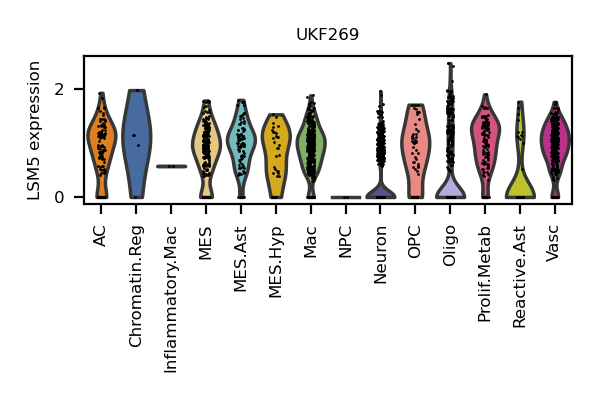 UKF269
LSM5 expression
2
0
AC
Chromatin.Reg
Inflammatory.Mac
MES
MES.Ast
MES.Hyp
Mac
NPC
Neuron
OPC
Oligo
Prolif.Metab
Reactive.Ast
Vasc